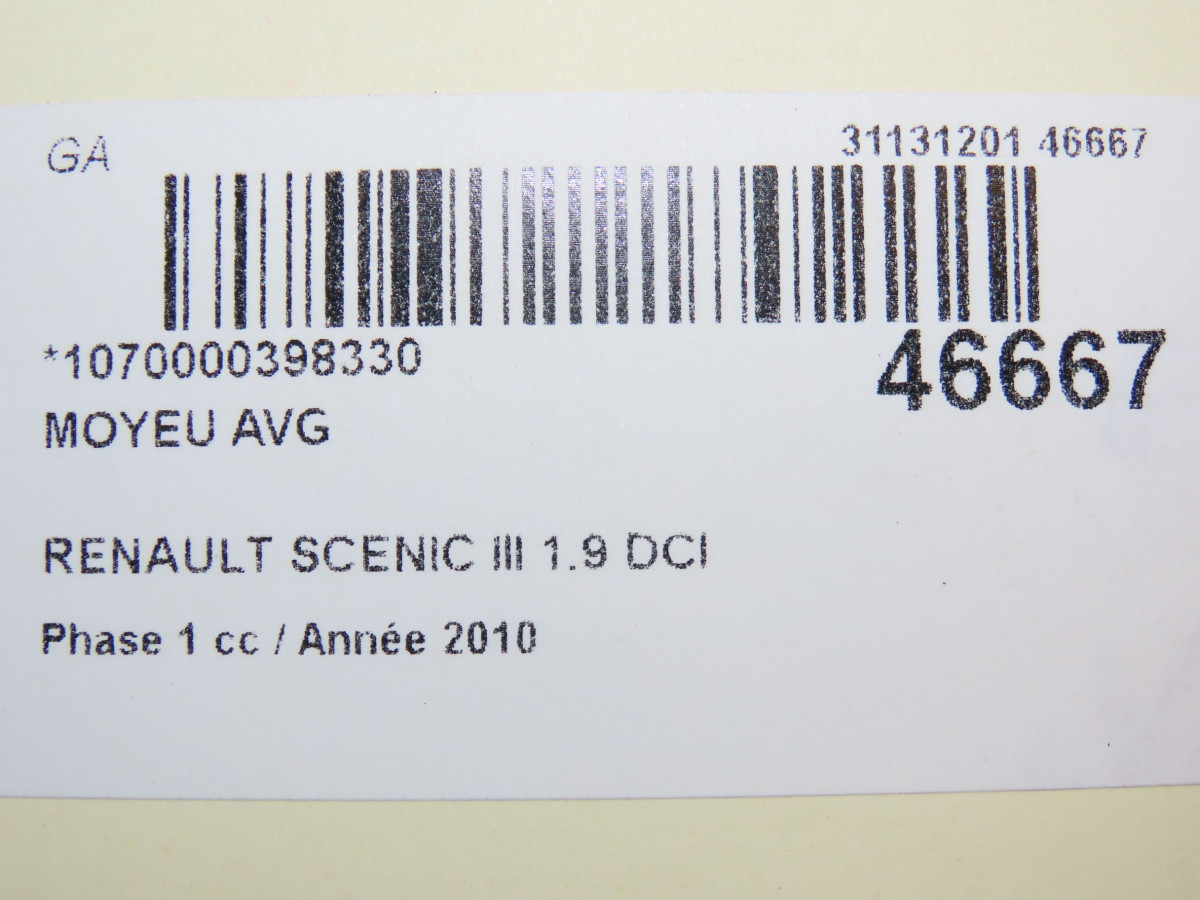 GA
31131201 46667
*1070000398330
46667
MOYEU AVG
RENAULT SCENIC III 1.9 DCI
Phase 1 cc / Année 2010